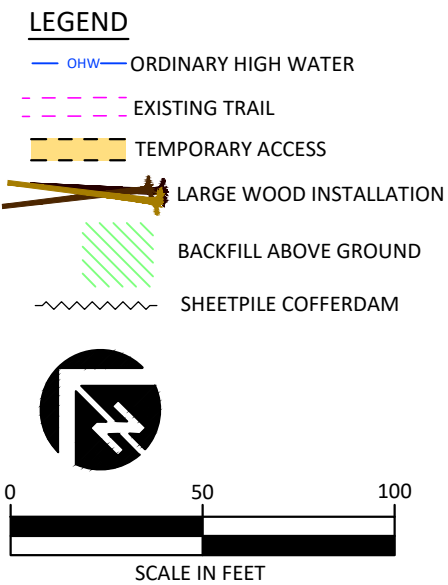 LEGEND
OHW ORDINARY HIGH WATER
EXISTING TRAIL
TEMPORARY ACCESS
LARGE WOOD INSTALLATION
BACKFILL ABOVE GROUND
SHEETPILE COFFERDAM
N
0 50 100
SCALE IN FEET